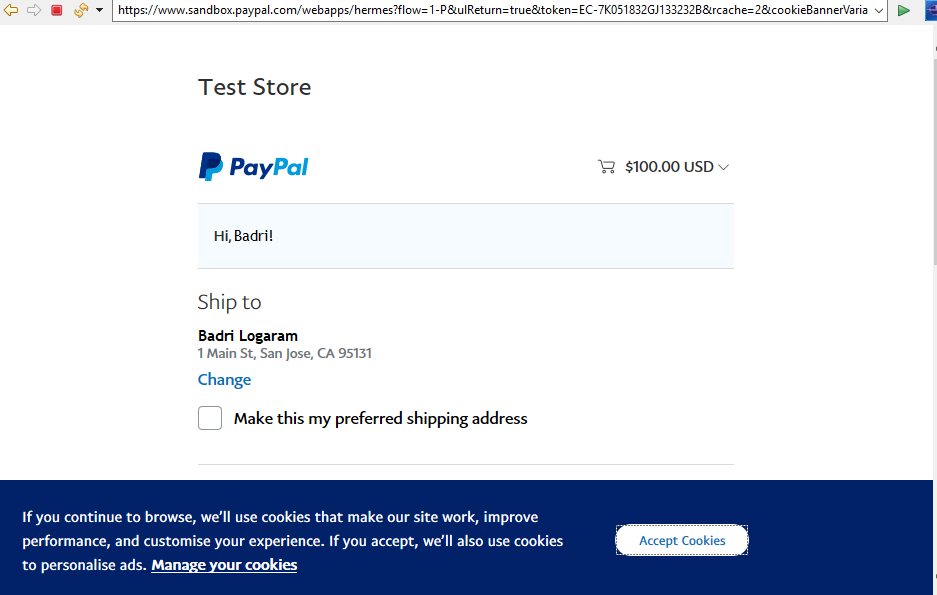 https://www.sandbox.paypal.com/webapps/hermes?flow=1-P&ulReturn=true&token=EC-7K051832GJ133232B&rcache=2&cookieBannerVaria
Test Store
PayPal
$100.00 USD
Hi, Badri!
Ship to
Badri Logaram
1 Main St, San Jose, CA 95131
Change
Make this my preferred shipping address
If you continue to browse, we'll use cookies that make our site work, improve
performance, and customise your experience. If you accept, we'll also use cookies
to personalise ads. Manage your cookies
Accept Cookies